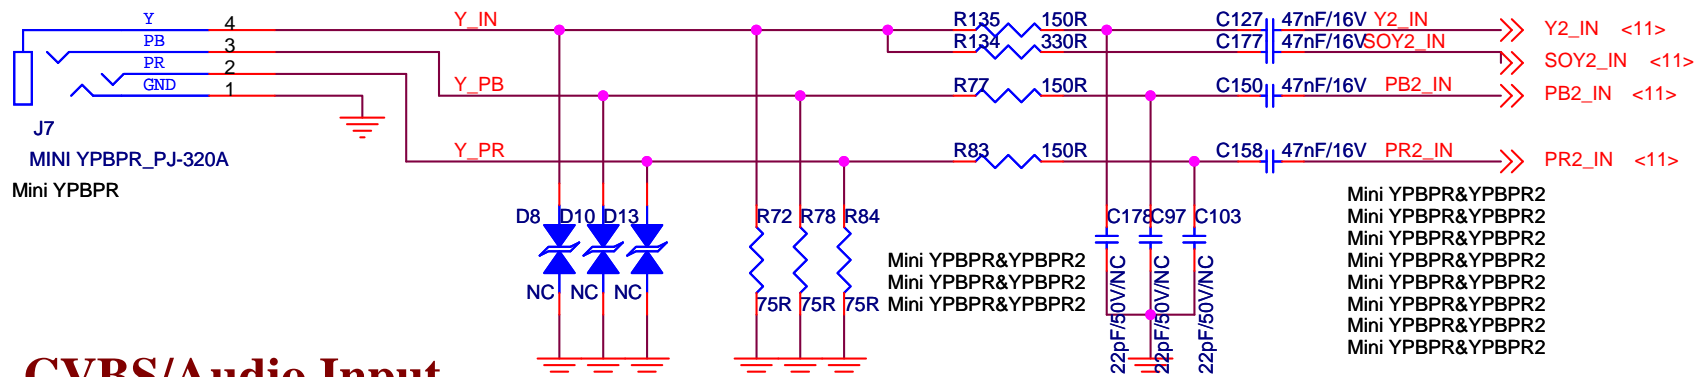 Y 4 Y_IN R135 150R C127 47nF/16V Y2_IN Y2_IN <11>
PB 3 R134 330R C177 47nF/16V SOY2_IN SOY2_IN <11>
PR 2
GND 1 Y_PB R77 150R C150 47nF/16V PB2_IN PB2_IN <11>
J7
MINI YPBPR_PJ-320A Y_PR R83 150R C158 47nF/16V PR2_IN PR2_IN <11>
Mini YPBPR
D8 D10 D13 R72 R78 R84 C178 C97 C103
NC NC NC 75R 75R 75R
22pF/50V/NC 22pF/50V/NC 22pF/50V/NC
Mini YPBPR&YPBPR2
Mini YPBPR&YPBPR2
Mini YPBPR&YPBPR2
Mini YPBPR&YPBPR2
Mini YPBPR&YPBPR2
Mini YPBPR&YPBPR2
Mini YPBPR&YPBPR2
Mini YPBPR&YPBPR2
Mini YPBPR&YPBPR2
Mini YPBPR&YPBPR2
Mini YPBPR&YPBPR2
CVBS/Audio Input